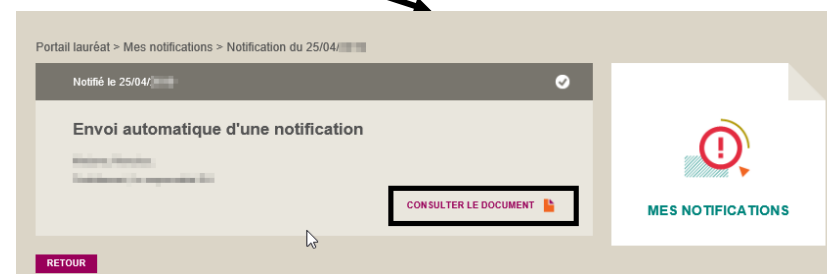 Portail lauréat > Mes notifications > Notification du 25/04/
Notifié le 25/04/
Envoi automatique d'une notification
CONSULTER LE DOCUMENT
MES NOTIFICATIONS
RETOUR